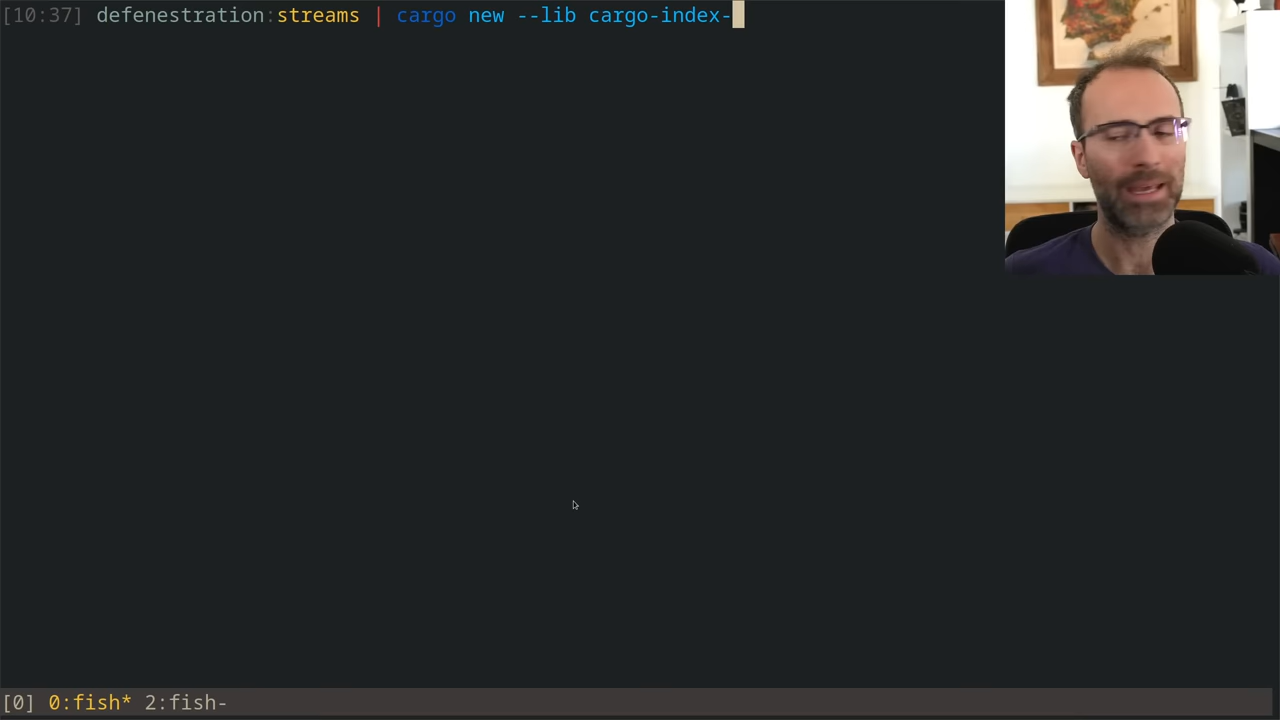 [10:37] defenestration:streams | cargo new --lib cargo-index-
[0] 0:fish* 2:fish-